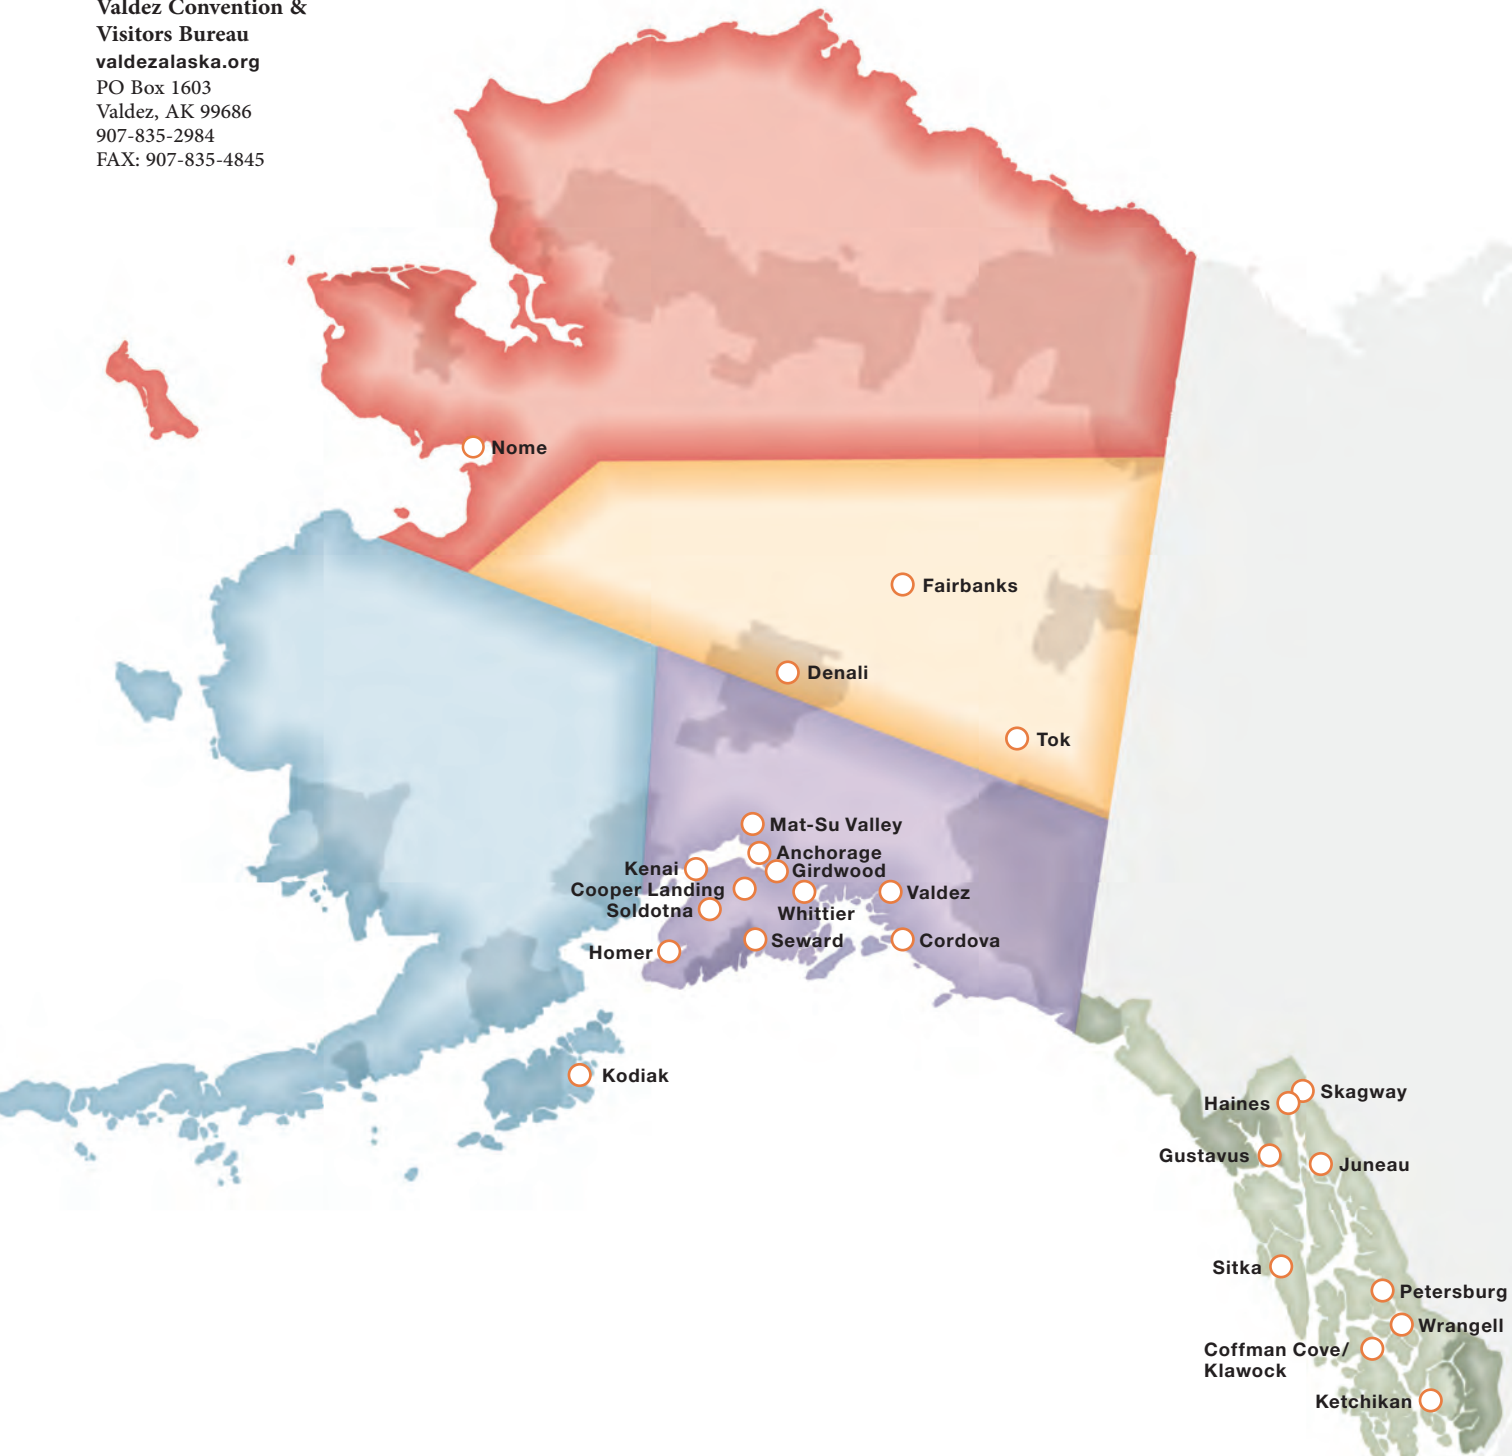 Valdez Convention &
Visitors Bureau
valdezalaska.org
PO Box 1603
Valdez, AK 99686
907-835-2984
FAX: 907-835-4845
Nome
Fairbanks
Denali
Tok
Mat-Su Valley
Anchorage
Kenai
Girdwood
Cooper Landing
Valdez
Soldotna
Whittier
Seward
Cordova
Homer
Kodiak
Skagway
Haines
Gustavus
Juneau
Sitka
Petersburg
Wrangell
Coffman Cove/
Klawock
Ketchikan